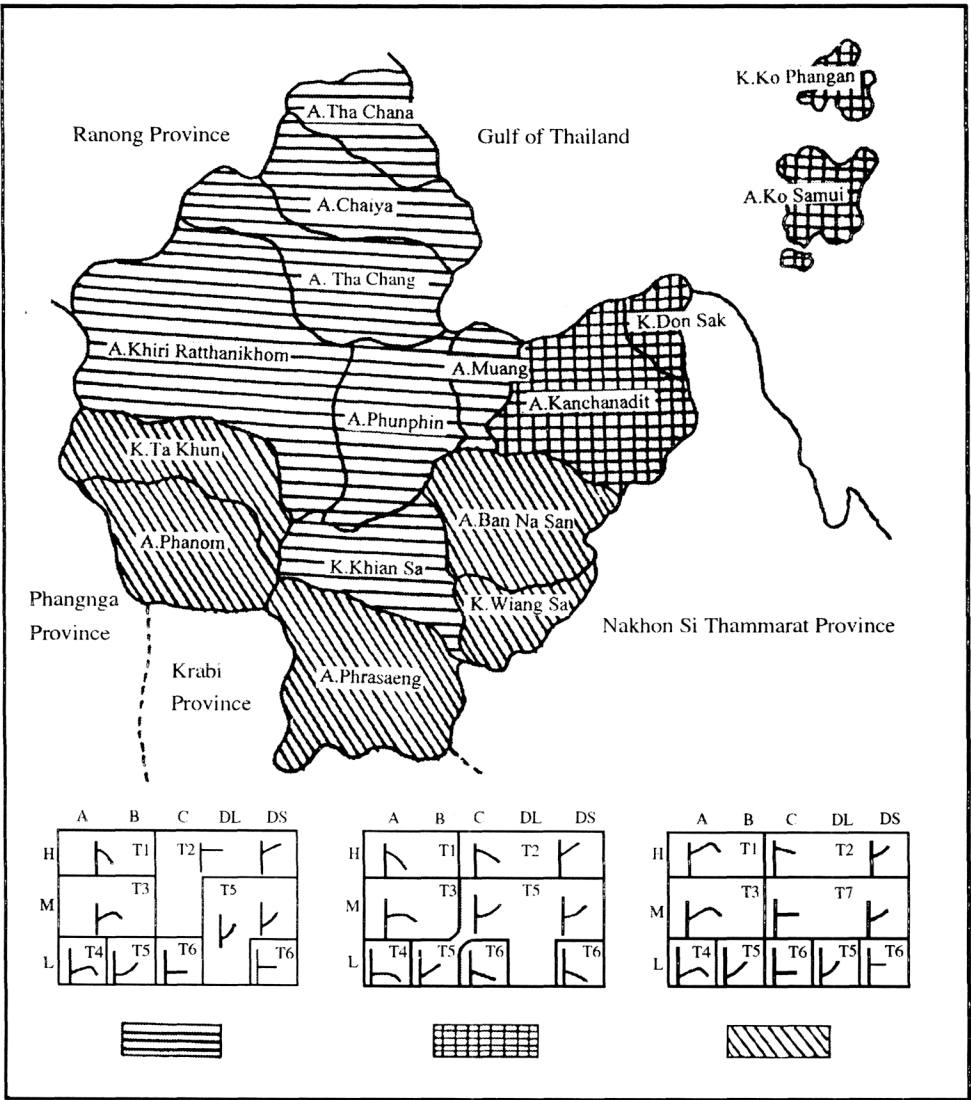 K.Ko Phangan
A.Tha Chana
Ranong Province
Gulf of Thailand
A.Ko Samui
A.Chaiya
A. Tha Chang
K.Don Sak
A.Khiri Ratthanikhom
A.Muang
A.Kanchanadit
A.Phunphin
K.Ta Khun
A.Ban Na San
A.Phanom
K.Khian Sa
Phangnga
Province
K.Wiang Sa
Nakhon Si Thammarat Province
Krabi
Province
A.Phrasaeng
A B C DL DS
H T1 T2
M T3 T5
L T4 T5 T6 T6
A B C DL DS
H T1 T2
M T3 T5
L T4 T5 T6 T6
A B C DL DS
H T1 T2
M T3 T7
L T4 T5 T6 T5 T6